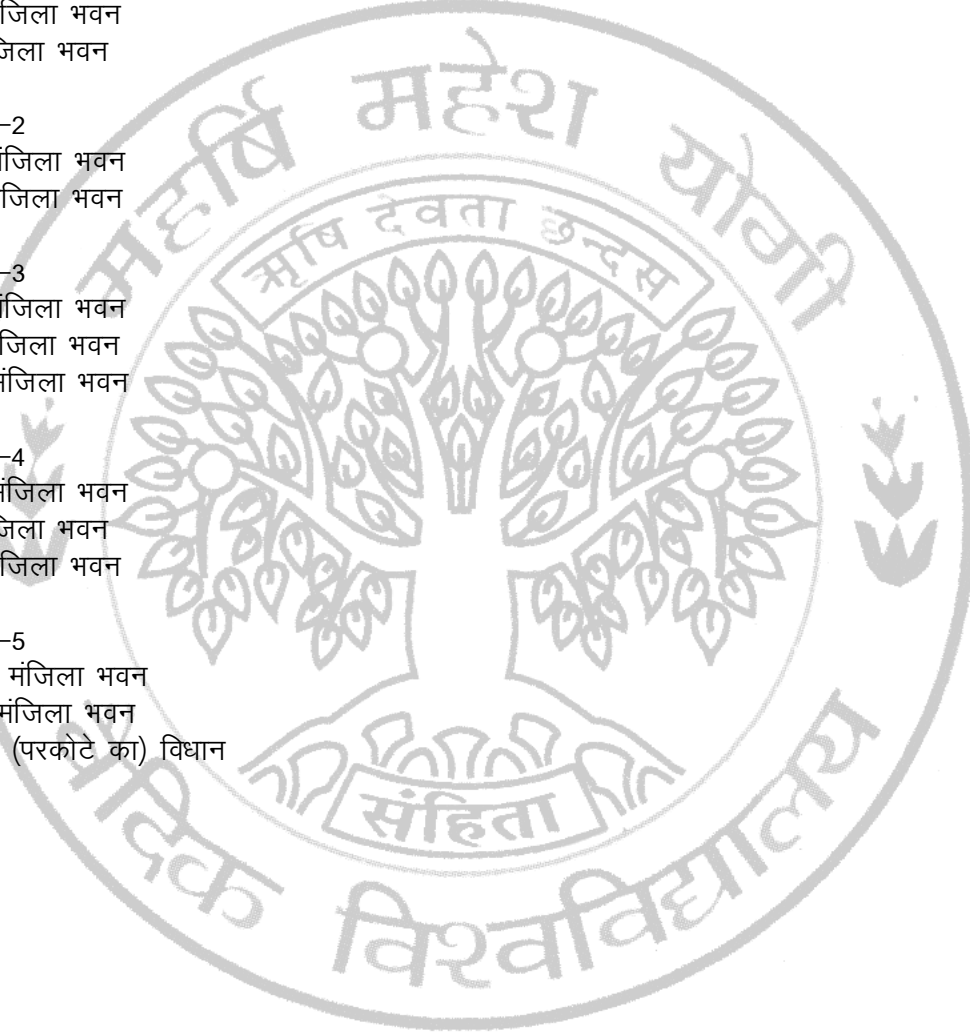 जिला भवन
जिला भवन
–2
मंजिला भवन
जिला भवन
–3
मंजिला भवन
जिला भवन
मंजिला भवन
–4
मंजिला भवन
जिला भवन
जिला भवन
–5
मंजिला भवन
मंजिला भवन
(परकोटे का) विधान
महर्षि महेश योगी
ऋषि देवता छन्दस
संहिता
वैदिक विश्वविद्यालय